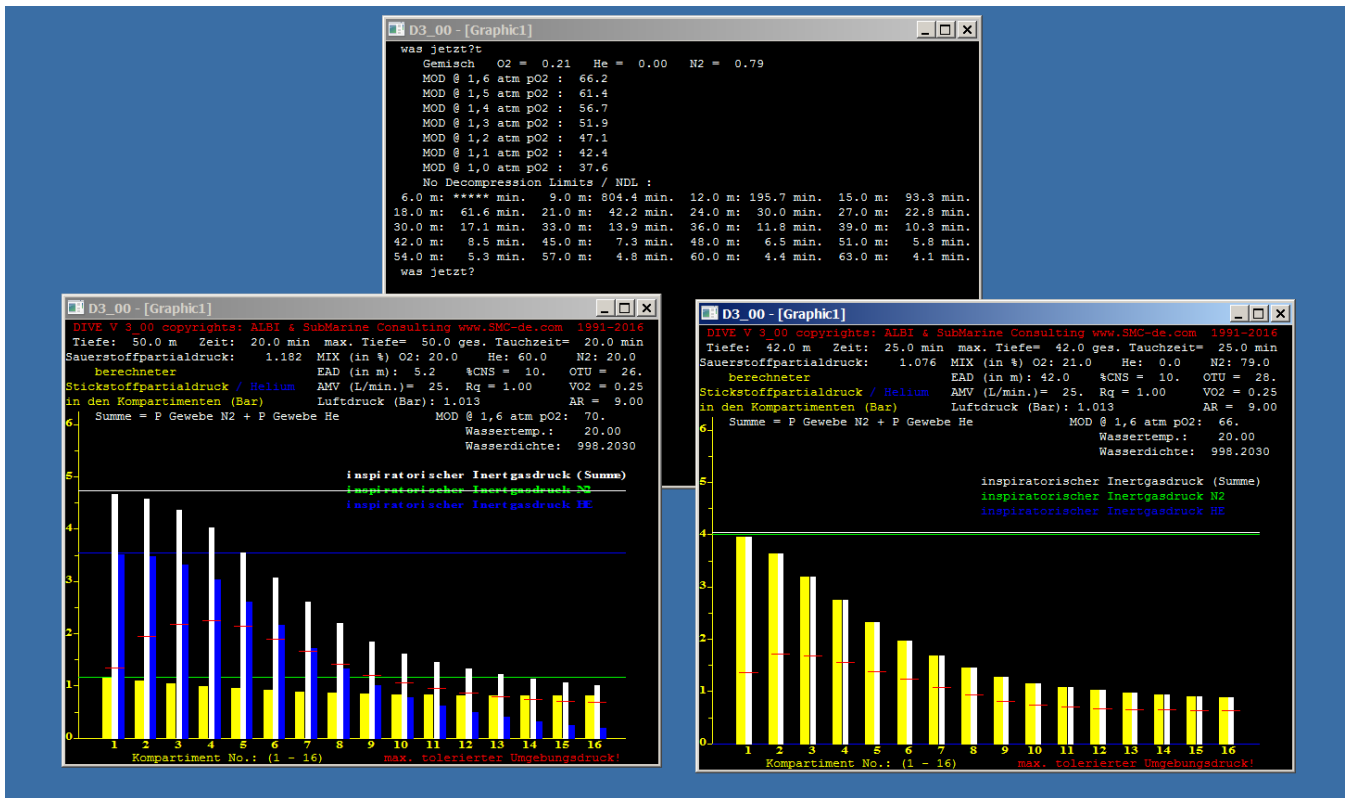 D3_00 - [Graphic1]
was jetzt?t
Gemisch O2 = 0.21 He = 0.00 N2 = 0.79
MOD @ 1,6 atm pO2 : 66.2
MOD @ 1,5 atm pO2 : 61.4
MOD @ 1,4 atm pO2 : 56.7
MOD @ 1,3 atm pO2 : 51.9
MOD @ 1,2 atm pO2 : 47.1
MOD @ 1,1 atm pO2 : 42.4
MOD @ 1,0 atm pO2 : 37.6
No Decompression Limits / NDL :
6.0 m: ***** min. 9.0 m: 804.4 min. 12.0 m: 195.7 min. 15.0 m: 93.3 min.
18.0 m: 61.6 min. 21.0 m: 42.2 min. 24.0 m: 30.0 min. 27.0 m: 22.8 min.
30.0 m: 17.1 min. 33.0 m: 13.9 min. 36.0 m: 11.8 min. 39.0 m: 10.3 min.
42.0 m: 8.5 min. 45.0 m: 7.3 min. 48.0 m: 6.5 min. 51.0 m: 5.8 min.
54.0 m: 5.3 min. 57.0 m: 4.8 min. 60.0 m: 4.4 min. 63.0 m: 4.1 min.
was jetzt?
D3_00 - [Graphic1]
DIVE V 3_00 copyrights: ALBI & SubMarine Consulting www.SMC-de.com 1991-2016
Tiefe: 50.0 m Zeit: 20.0 min max. Tiefe= 50.0 ges. Tauchzeit= 20.0 min
Sauerstoffpartialdruck: 1.182 MIX (in %) O2: 20.0 He: 60.0 N2: 20.0
berechneter EAD (in m): 5.2 %CNS = 10. OTU = 26.
Stickstoffpartialdruck / Helium AMV (L/min.)= 25. Rq = 1.00 VO2 = 0.25
in den Kompartimenten (Bar) Luftdruck (Bar): 1.013 AR = 9.00
Summe = P Gewebe N2 + P Gewebe He MOD @ 1,6 atm pO2: 70.
Wassertemp.: 20.00
Wasserdichte: 998.2030
inspiratorischer Inertgasdruck (Summe)
inspiratorischer Inertgasdruck N2
inspiratorischer Inertgasdruck HE
6
5
4
3
2
1
0
1 2 3 4 5 6 7 8 9 10 11 12 13 14 15 16
Kompartiment No.: (1 - 16) max. tolerierter Umgebungsdruck!
D3_00 - [Graphic1]
DIVE V 3_00 copyrights: ALBI & SubMarine Consulting www.SMC-de.com 1991-2016
Tiefe: 42.0 m Zeit: 25.0 min max. Tiefe= 42.0 ges. Tauchzeit= 25.0 min
Sauerstoffpartialdruck: 1.076 MIX (in %) O2: 21.0 He: 0.0 N2: 79.0
berechneter EAD (in m): 42.0 %CNS = 10. OTU = 28.
Stickstoffpartialdruck / Helium AMV (L/min.)= 25. Rq = 1.00 VO2 = 0.25
in den Kompartimenten (Bar) Luftdruck (Bar): 1.013 AR = 9.00
Summe = P Gewebe N2 + P Gewebe He MOD @ 1,6 atm pO2: 66.
Wassertemp.: 20.00
Wasserdichte: 998.2030
inspiratorischer Inertgasdruck (Summe)
inspiratorischer Inertgasdruck N2
inspiratorischer Inertgasdruck HE
6
5
4
3
2
1
0
1 2 3 4 5 6 7 8 9 10 11 12 13 14 15 16
Kompartiment No.: (1 - 16) max. tolerierter Umgebungsdruck!